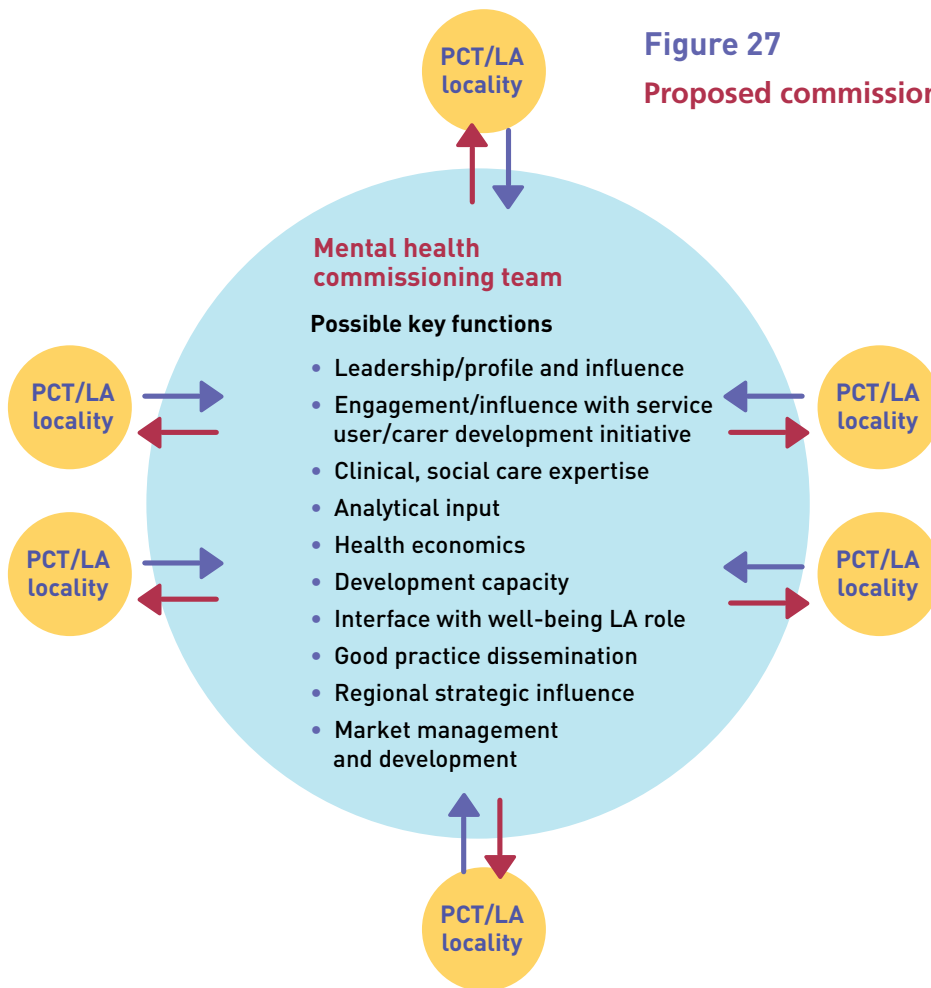 PCT/LA
locality
Figure 27
Proposed commission
Mental health
commissioning team
Possible key functions
• Leadership/profile and influence
• Engagement/influence with service
user/carer development initiative
• Clinical, social care expertise
• Analytical input
• Health economics
• Development capacity
• Interface with well-being LA role
• Good practice dissemination
• Regional strategic influence
• Market management
and development
PCT/LA
locality
PCT/LA
locality
PCT/LA
locality
PCT/LA
locality
PCT/LA
locality